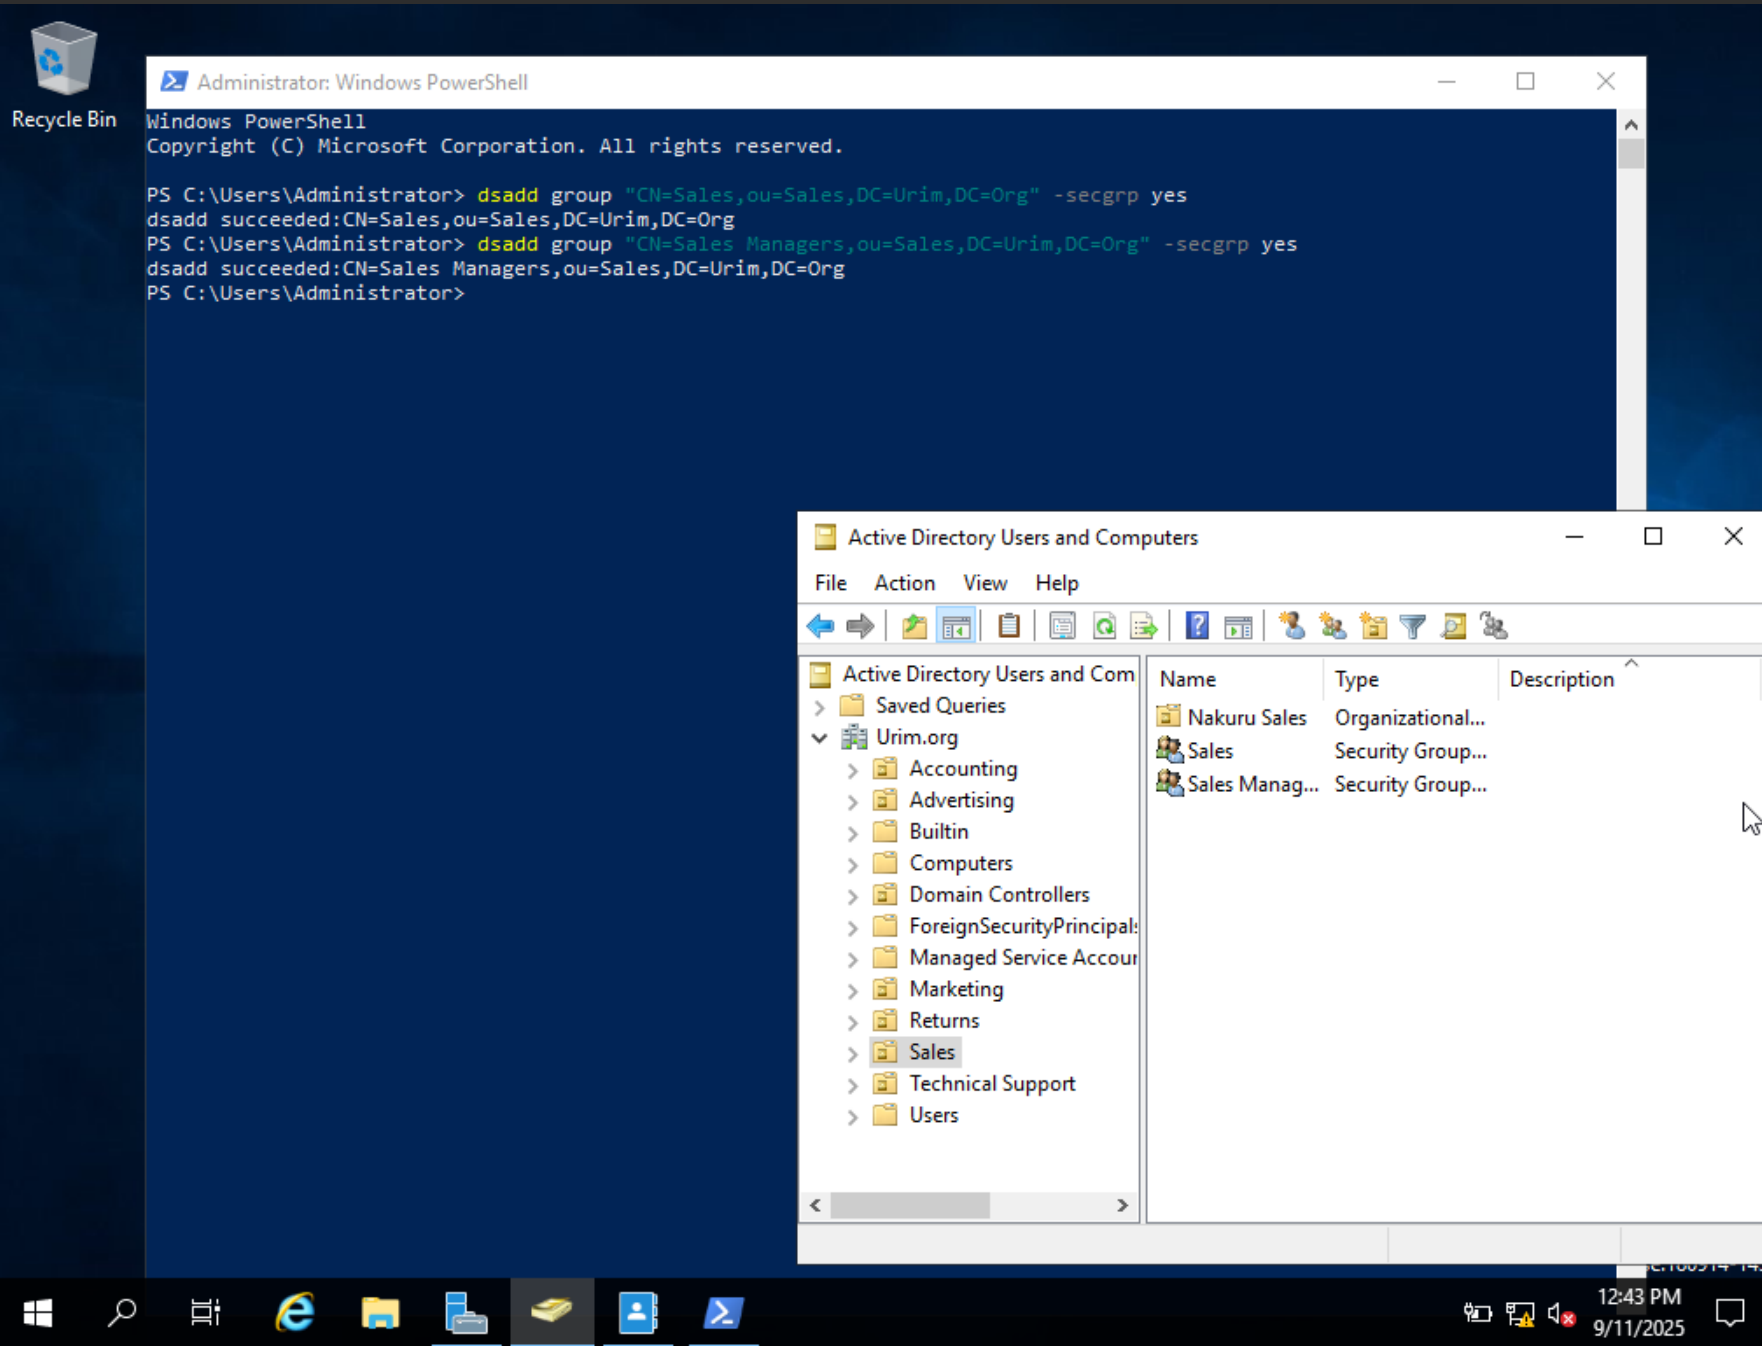 Recycle Bin
Administrator: Windows PowerShell
Windows PowerShell
Copyright (C) Microsoft Corporation. All rights reserved.
PS C:\Users\Administrator> dsadd group "CN=Sales,ou=Sales,DC=Urim,DC=Org" -secgrp yes
dsadd succeeded:CN=Sales,ou=Sales,DC=Urim,DC=Org
PS C:\Users\Administrator> dsadd group "CN=Sales Managers,ou=Sales,DC=Urim,DC=Org" -secgrp yes
dsadd succeeded:CN=Sales Managers,ou=Sales,DC=Urim,DC=Org
PS C:\Users\Administrator>
Active Directory Users and Computers
File Action View Help
Active Directory Users and Com
Saved Queries
Urim.org
Accounting
Advertising
Builtin
Computers
Domain Controllers
ForeignSecurityPrincipals
Managed Service Accour
Marketing
Returns
Sales
Technical Support
Users
Name Type Description
Nakuru Sales Organizational...
Sales Security Group...
Sales Manag... Security Group...
12:43 PM
9/11/2025